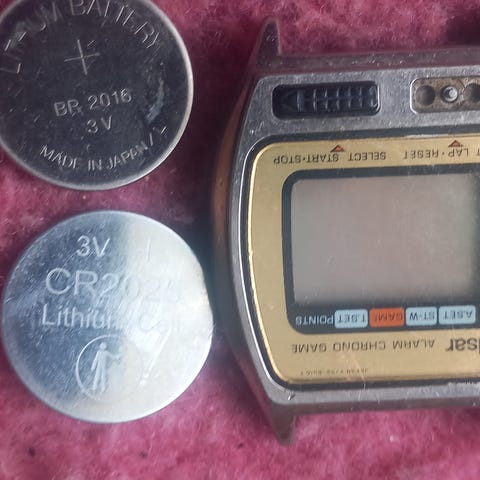 LITHIUM BATTERY
+
BR 2016
3V
MADE IN JAPAN
3V +
CR2025
Lithium Cell
LAP·RESET
SELECT START·STOP
A.SET ST-W GAME T.SET POINTS
ALARM CHRONO GAME